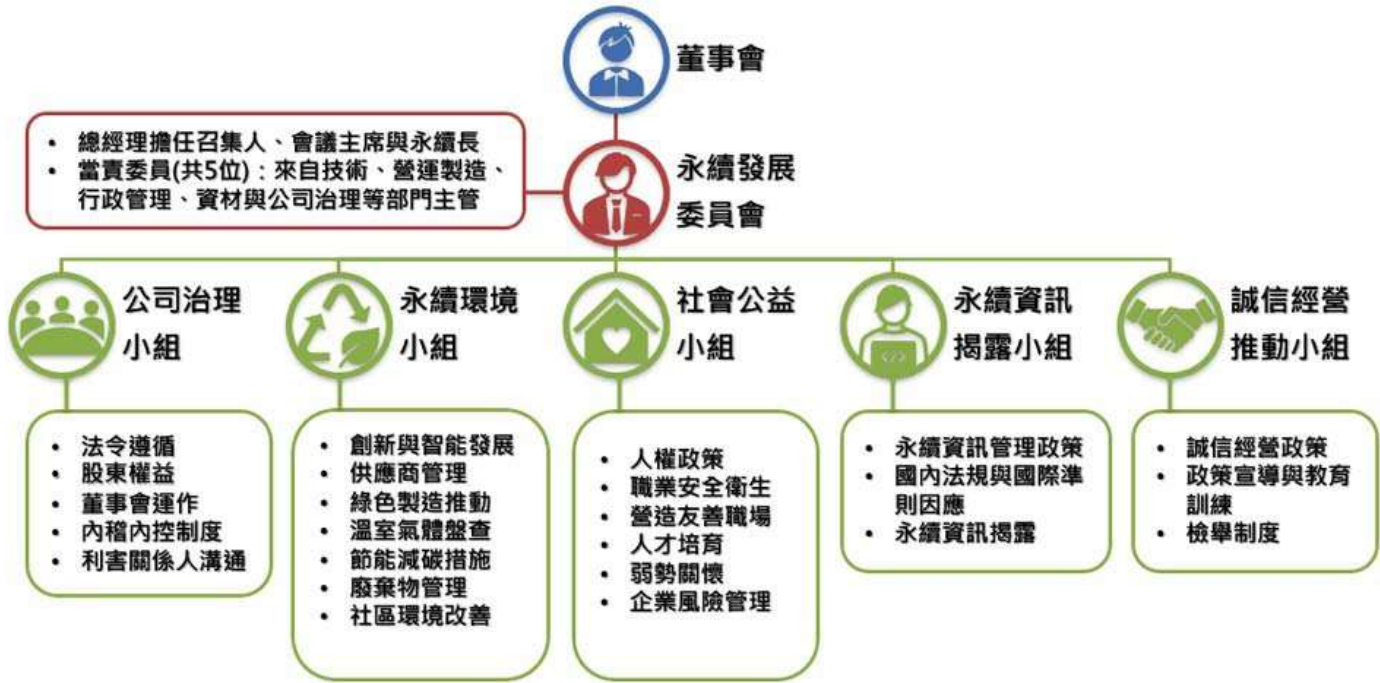 董事會
• 總經理擔任召集人、會議主席與永續長
• 當責委員(共5位)：來自技術、營運製造、
行政管理、資材與公司治理等部門主管
永續發展
委員會
公司治理
小組
永續環境
小組
社會公益
小組
永續資訊
揭露小組
誠信經營
推動小組
• 法令遵循
• 股東權益
• 董事會運作
• 內稽內控制度
• 利害關係人溝通
• 創新與智能發展
• 供應商管理
• 綠色製造推動
• 溫室氣體盤查
• 節能減碳措施
• 廢棄物管理
• 社區環境改善
• 人權政策
• 職業安全衛生
• 營造友善職場
• 人才培育
• 弱勢關懷
• 企業風險管理
• 永續資訊管理政策
• 國內法規與國際準
則因應
• 永續資訊揭露
• 誠信經營政策
• 政策宣導與教育
訓練
• 檢舉制度